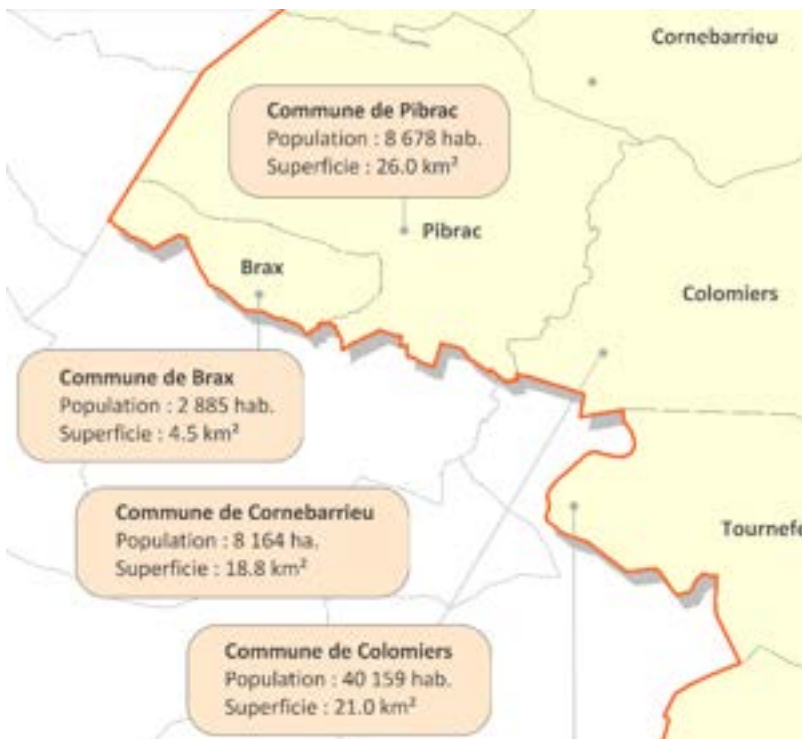 Cornebarrieu
Commune de Pibrac
Population : 8 678 hab.
Superficie : 26.0 km²
Pibrac
Brax
Colomiers
Commune de Brax
Population : 2 885 hab.
Superficie : 4.5 km²
Commune de Cornebarrieu
Population : 8 164 ha.
Superficie : 18.8 km²
Tournefe
Commune de Colomiers
Population : 40 159 hab.
Superficie : 21.0 km²